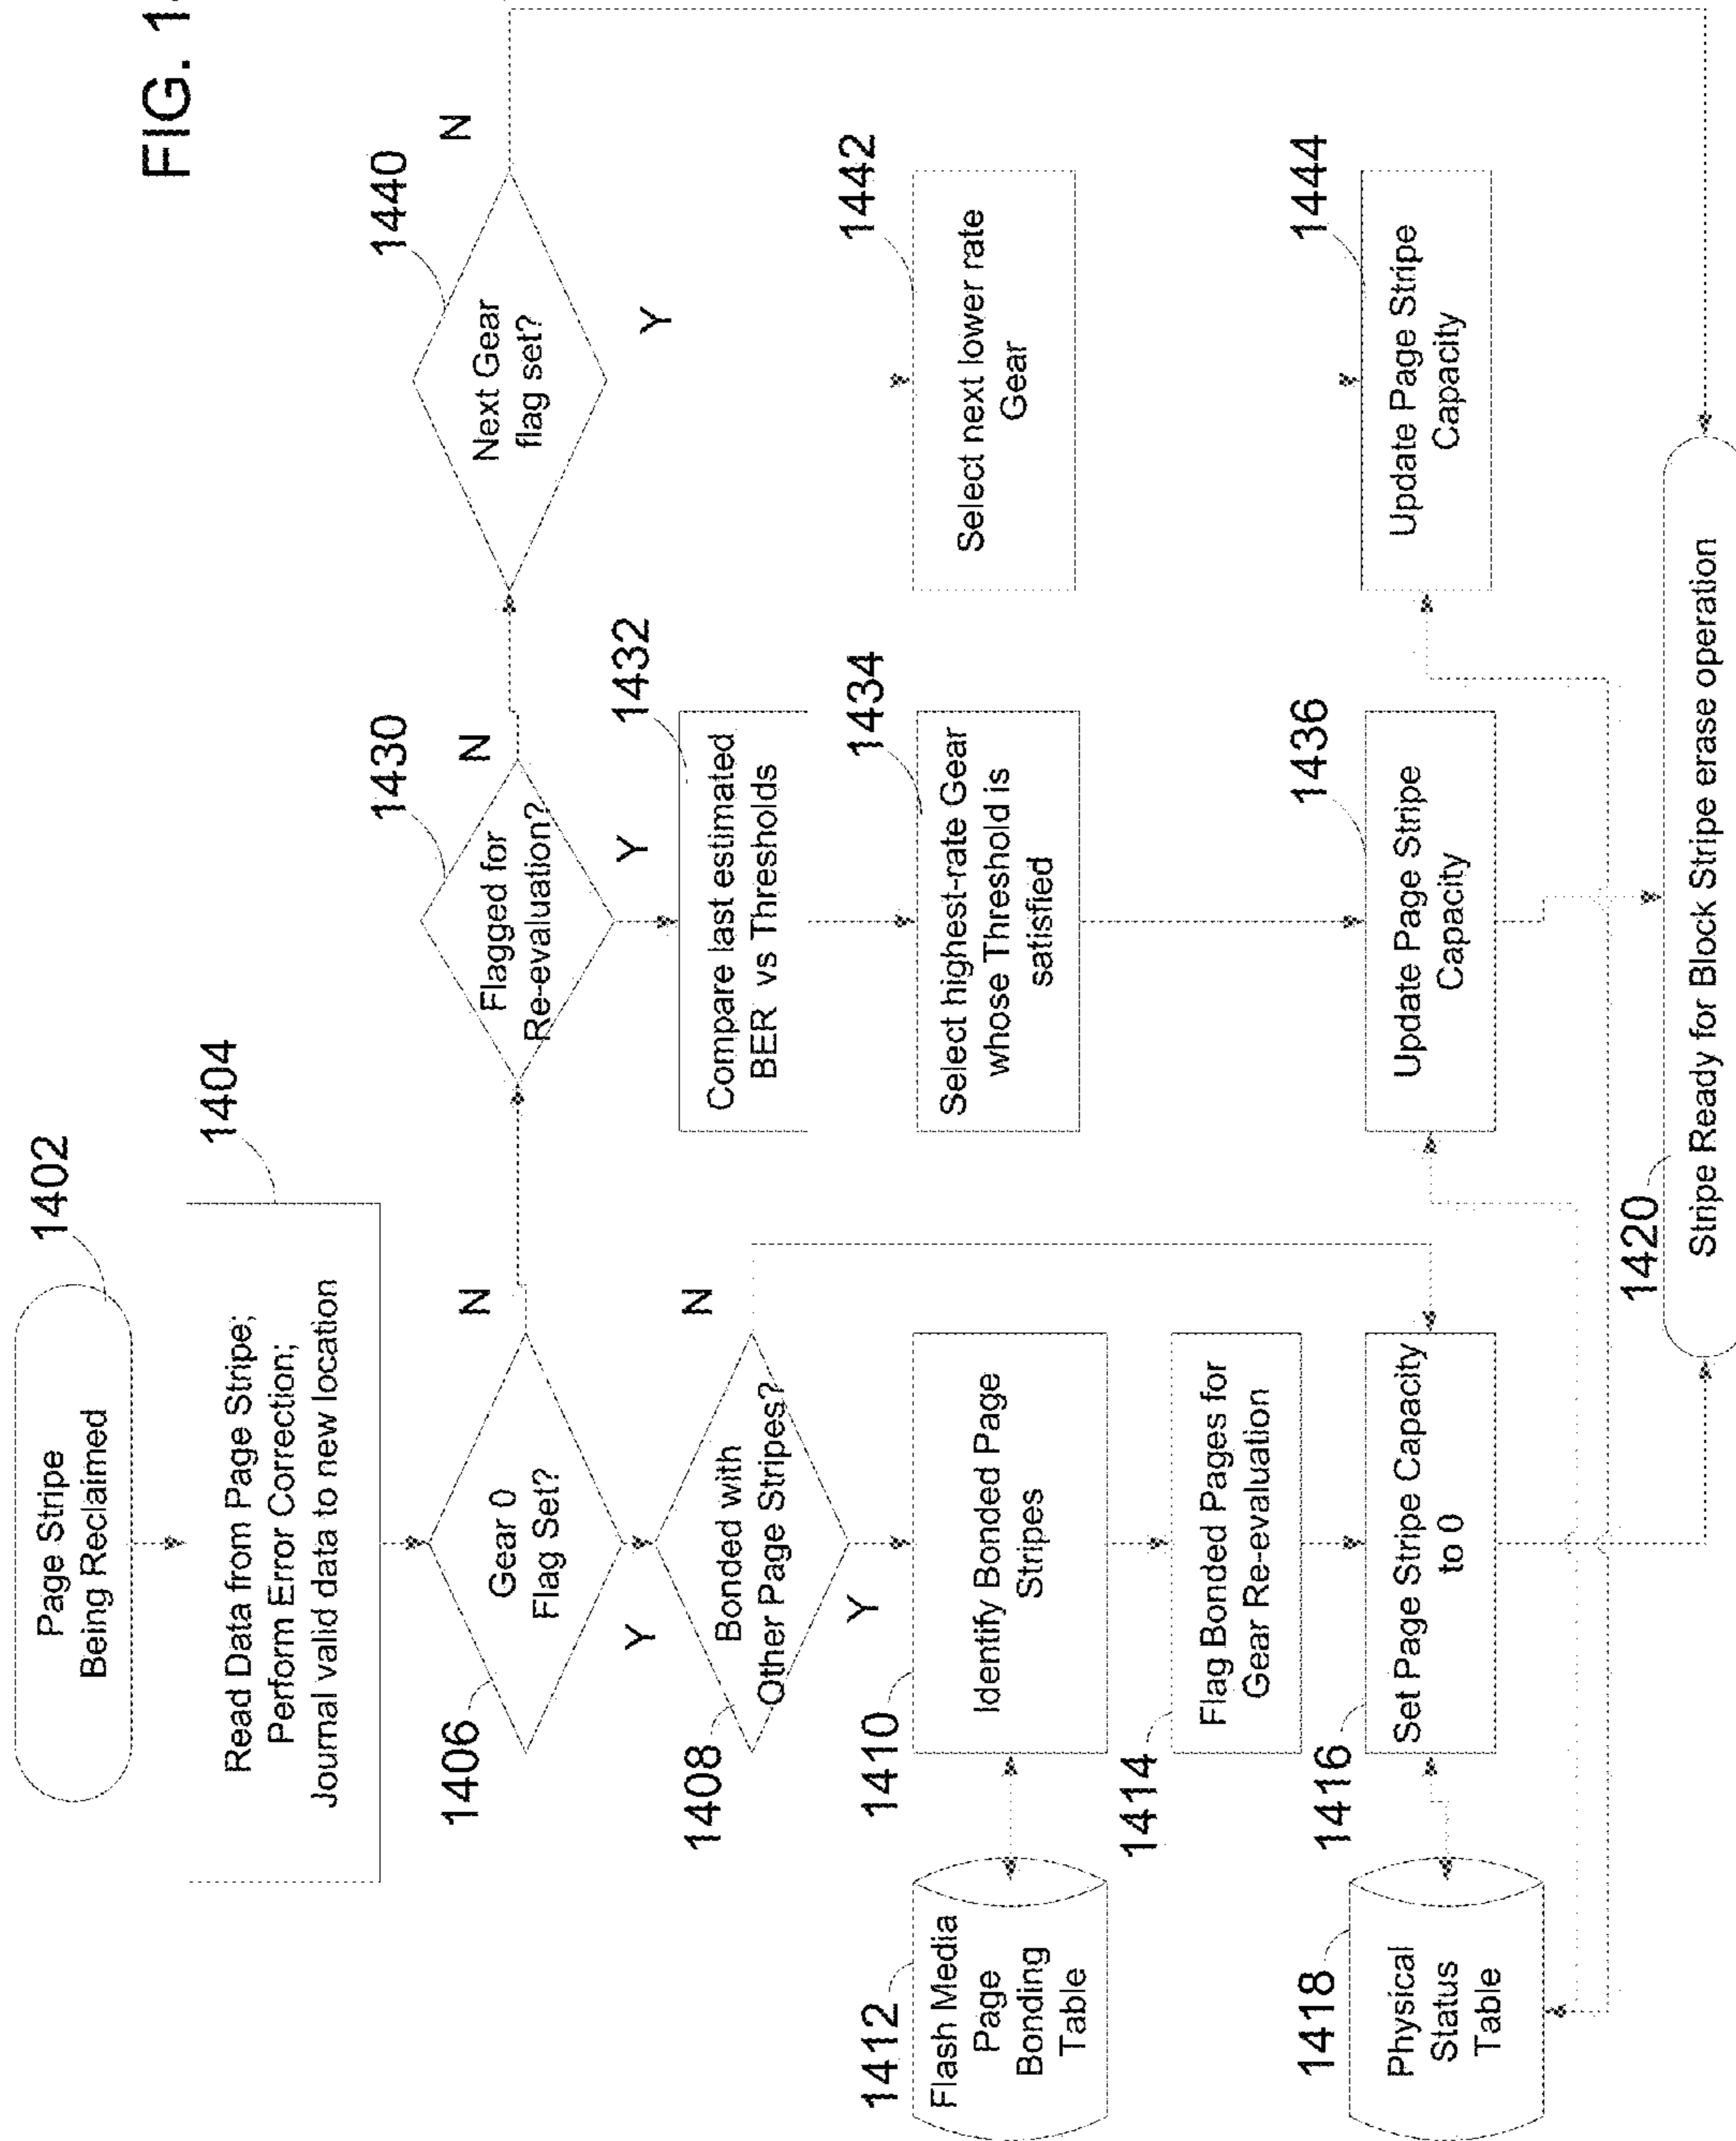 FIG. 1
1402
Page Stripe
Being Reclaimed
1404
Read Data from Page Stripe;
Perform Error Correction;
Journal valid data to new location
1406
Gear 0
Flag Set?
N
Y
1430
Flagged for
Re-evaluation?
N
Y
1440
Next Gear
flag set?
N
Y
1408
Bonded with
Other Page Stripes?
N
Y
1432
Compare last estimated
BER vs Thresholds
1412
Flash Media
Page
Bonding
Table
1410
Identify Bonded Page
Stripes
1434
Select highest-rate Gear
whose Threshold is
satisfied
1442
Select next lower rate
Gear
1414
Flag Bonded Pages for
Gear Re-evaluation
1418
Physical
Status
Table
1416
Set Page Stripe Capacity
to 0
1436
Update Page Stripe
Capacity
1444
Update Page Stripe
Capacity
1420
Stripe Ready for Block Stripe erase operation